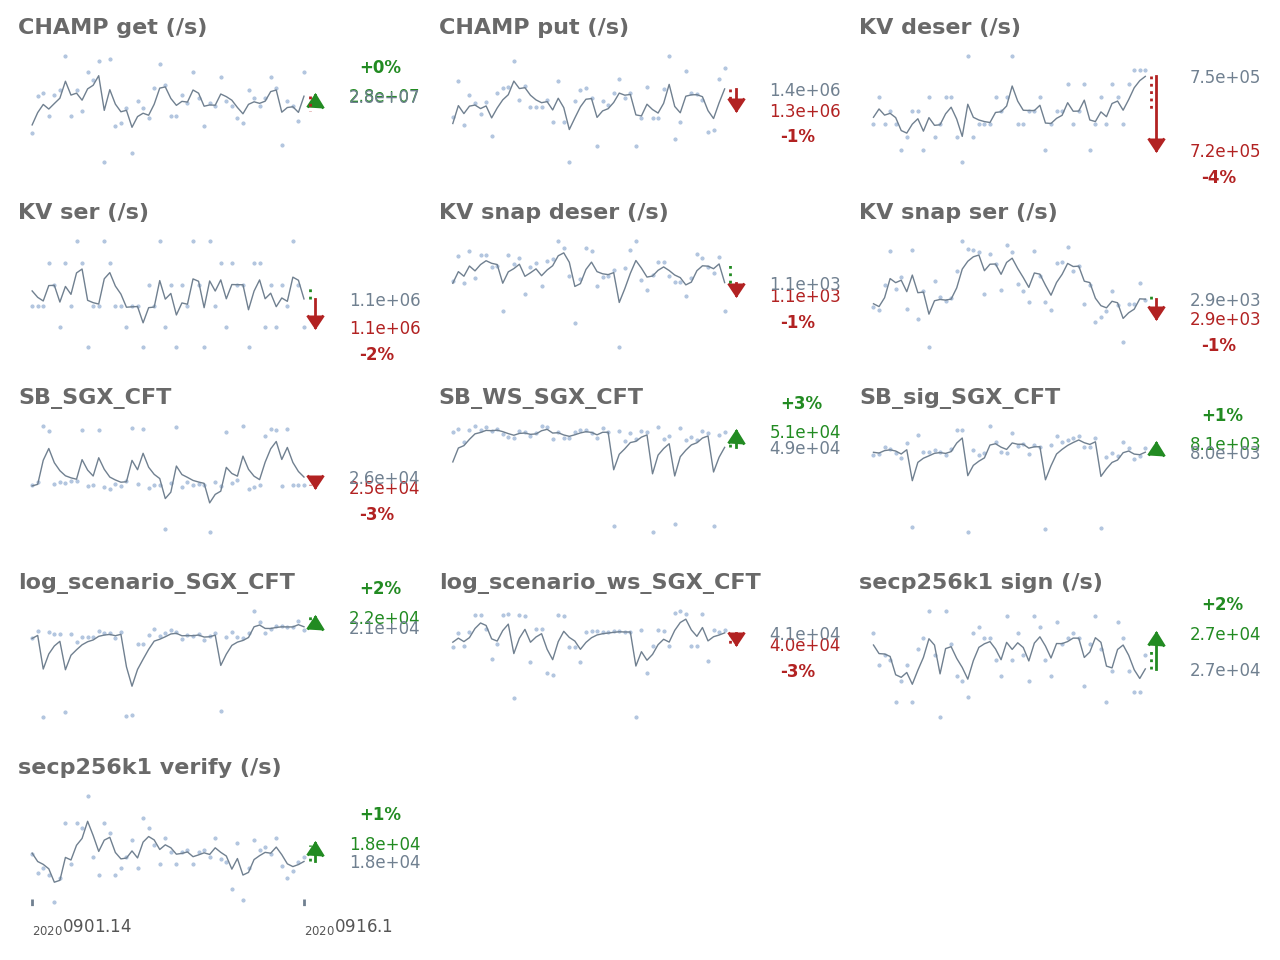 CHAMP get (/s)
+0%
2.8e+07
2.8e+07
CHAMP put (/s)
1.4e+06
1.3e+06
-1%
KV deser (/s)
7.5e+05
7.2e+05
-4%
KV ser (/s)
1.1e+06
1.1e+06
-2%
KV snap deser (/s)
1.1e+03
1.1e+03
-1%
KV snap ser (/s)
2.9e+03
2.9e+03
-1%
SB_SGX_CFT
2.6e+04
2.5e+04
-3%
SB_WS_SGX_CFT
+3%
5.1e+04
4.9e+04
SB_sig_SGX_CFT
+1%
8.1e+03
8.0e+03
log_scenario_SGX_CFT
+2%
2.2e+04
2.1e+04
log_scenario_ws_SGX_CFT
4.1e+04
4.0e+04
-3%
secp256k1 sign (/s)
+2%
2.7e+04
2.7e+04
secp256k1 verify (/s)
+1%
1.8e+04
1.8e+04
20200901.14
20200916.1